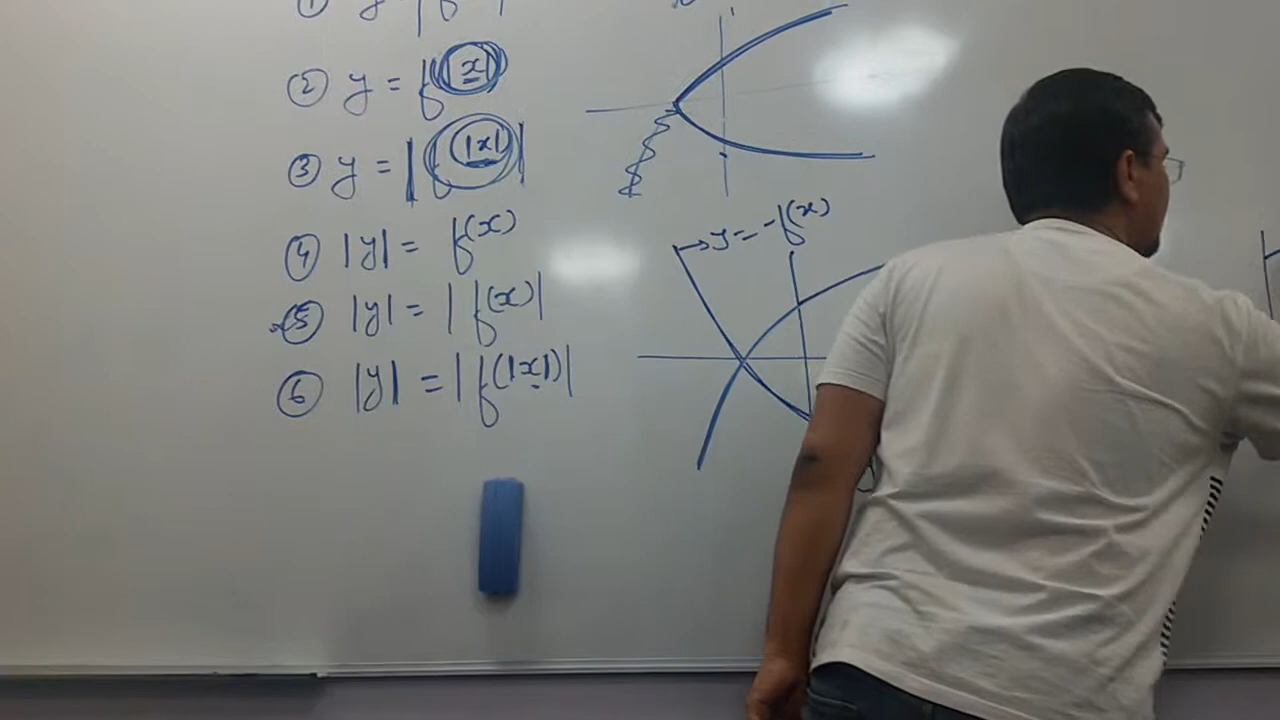 ② y = f(|x|)
③ y = |f(|x|)|
④ |y| = f(x)
⑤ |y| = |f(x)|
⑥ |y| = |f(|x|)|
→ y = -f(x)